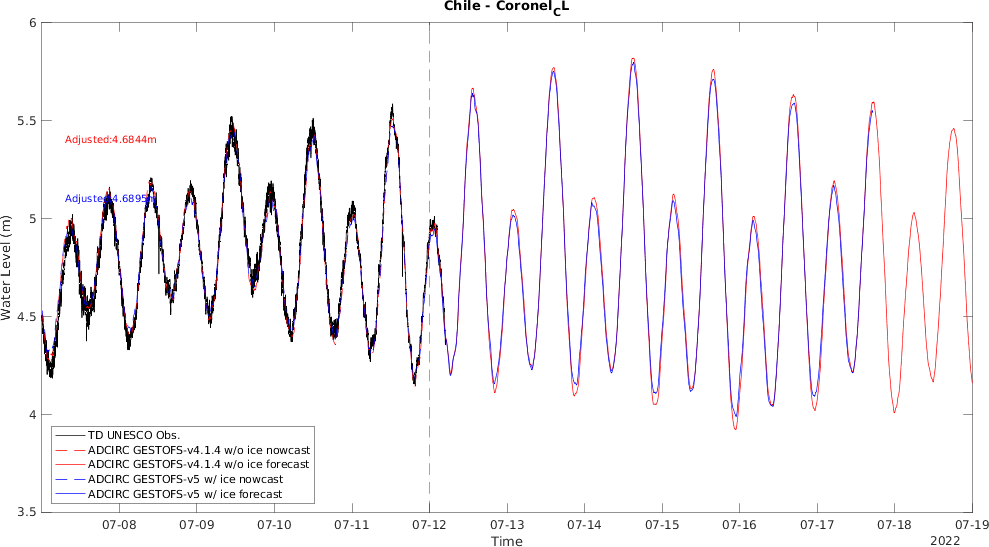 Chile - Coronel_CL
6
5.5
5
4.5
4
3.5
Water Level (m)
Adjusted:4.6844m
Adjusted:4.6895m
TD UNESCO Obs.
ADCIRC GESTOFS-v4.1.4 w/o ice nowcast
ADCIRC GESTOFS-v4.1.4 w/o ice forecast
ADCIRC GESTOFS-v5 w/ ice nowcast
ADCIRC GESTOFS-v5 w/ ice forecast
07-08 07-09 07-10 07-11 07-12 07-13 07-14 07-15 07-16 07-17 07-18 07-19
Time
2022